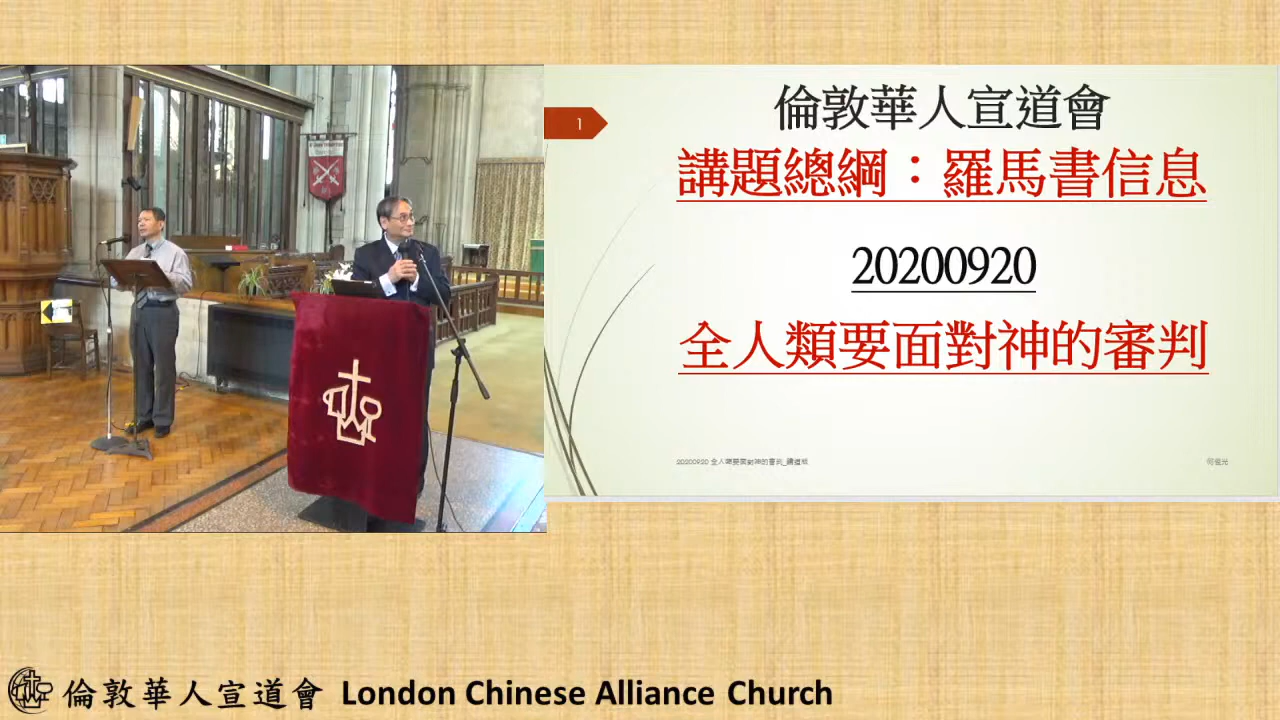 1
倫敦華人宣道會
講題總綱：羅馬書信息
20200920
全人類要面對神的審判
倫敦華人宣道會 London Chinese Alliance Church